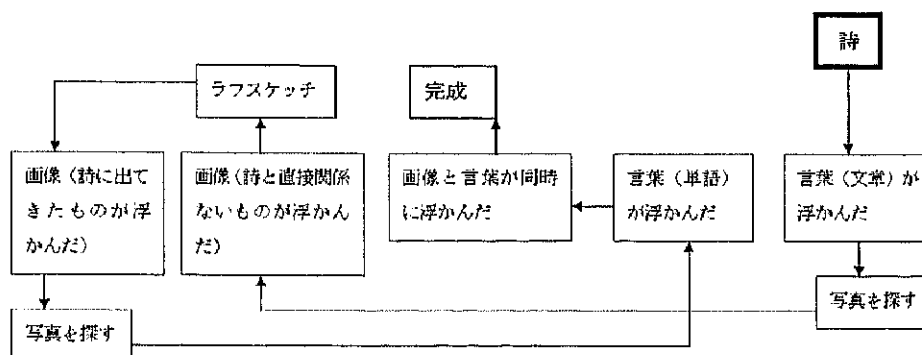 詩
ラフスケッチ
完成
画像（詩に出て
きたものが浮
かんだ）
画像（詩と直接関係
ないものが浮かん
だ）
画像と言葉が同時
に浮かんだ
言葉（単語）
が浮かんだ
言葉（文章）が
浮かんだ
写真を探す
写真を探す